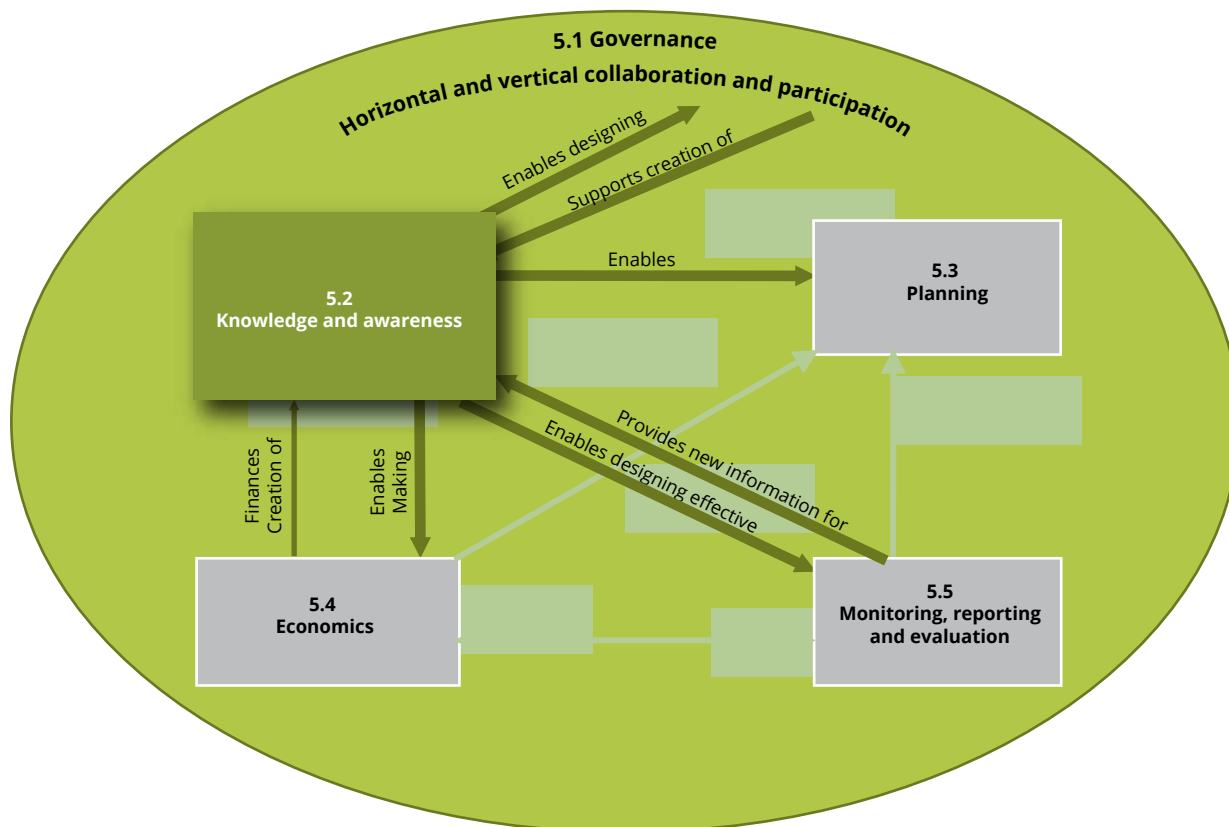 5.1 Governance
Horizontal and vertical collaboration and participation
Enables designing
Supports creation of
Enables
5.2
Knowledge and awareness
5.3
Planning
Provides new information for
Enables designing effective
Finances
Creation of
Enables
Making
5.4
Economics
5.5
Monitoring, reporting
and evaluation